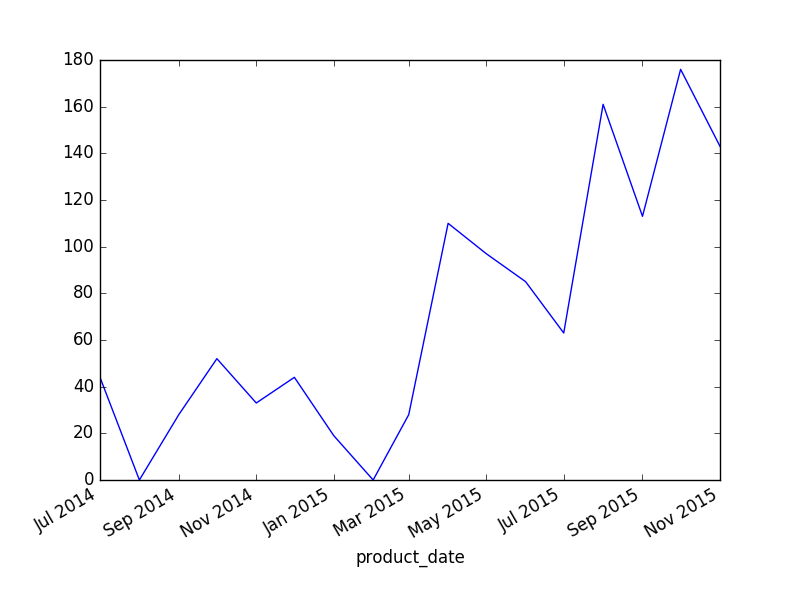 180
160
140
120
100
80
60
40
20
0
Jul 2014
Sep 2014
Nov 2014
Jan 2015
Mar 2015
May 2015
Jul 2015
Sep 2015
Nov 2015
product_date